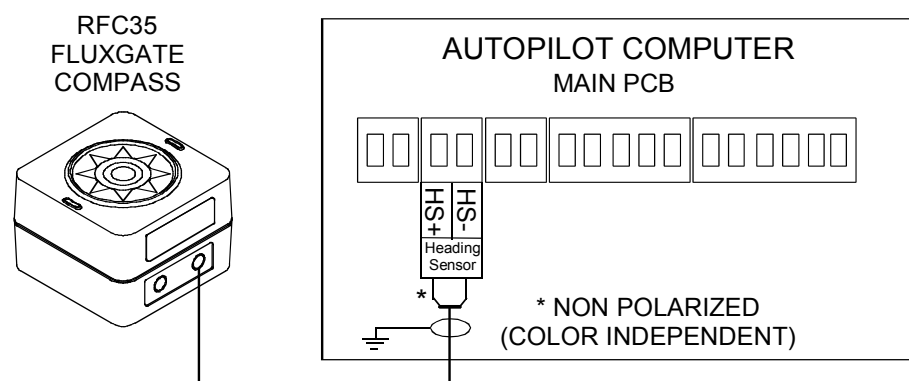 RFC35
FLUXGATE
COMPASS
AUTOPILOT COMPUTER
MAIN PCB
HS+
HS-
Heading
Sensor
*
* NON POLARIZED
(COLOR INDEPENDENT)